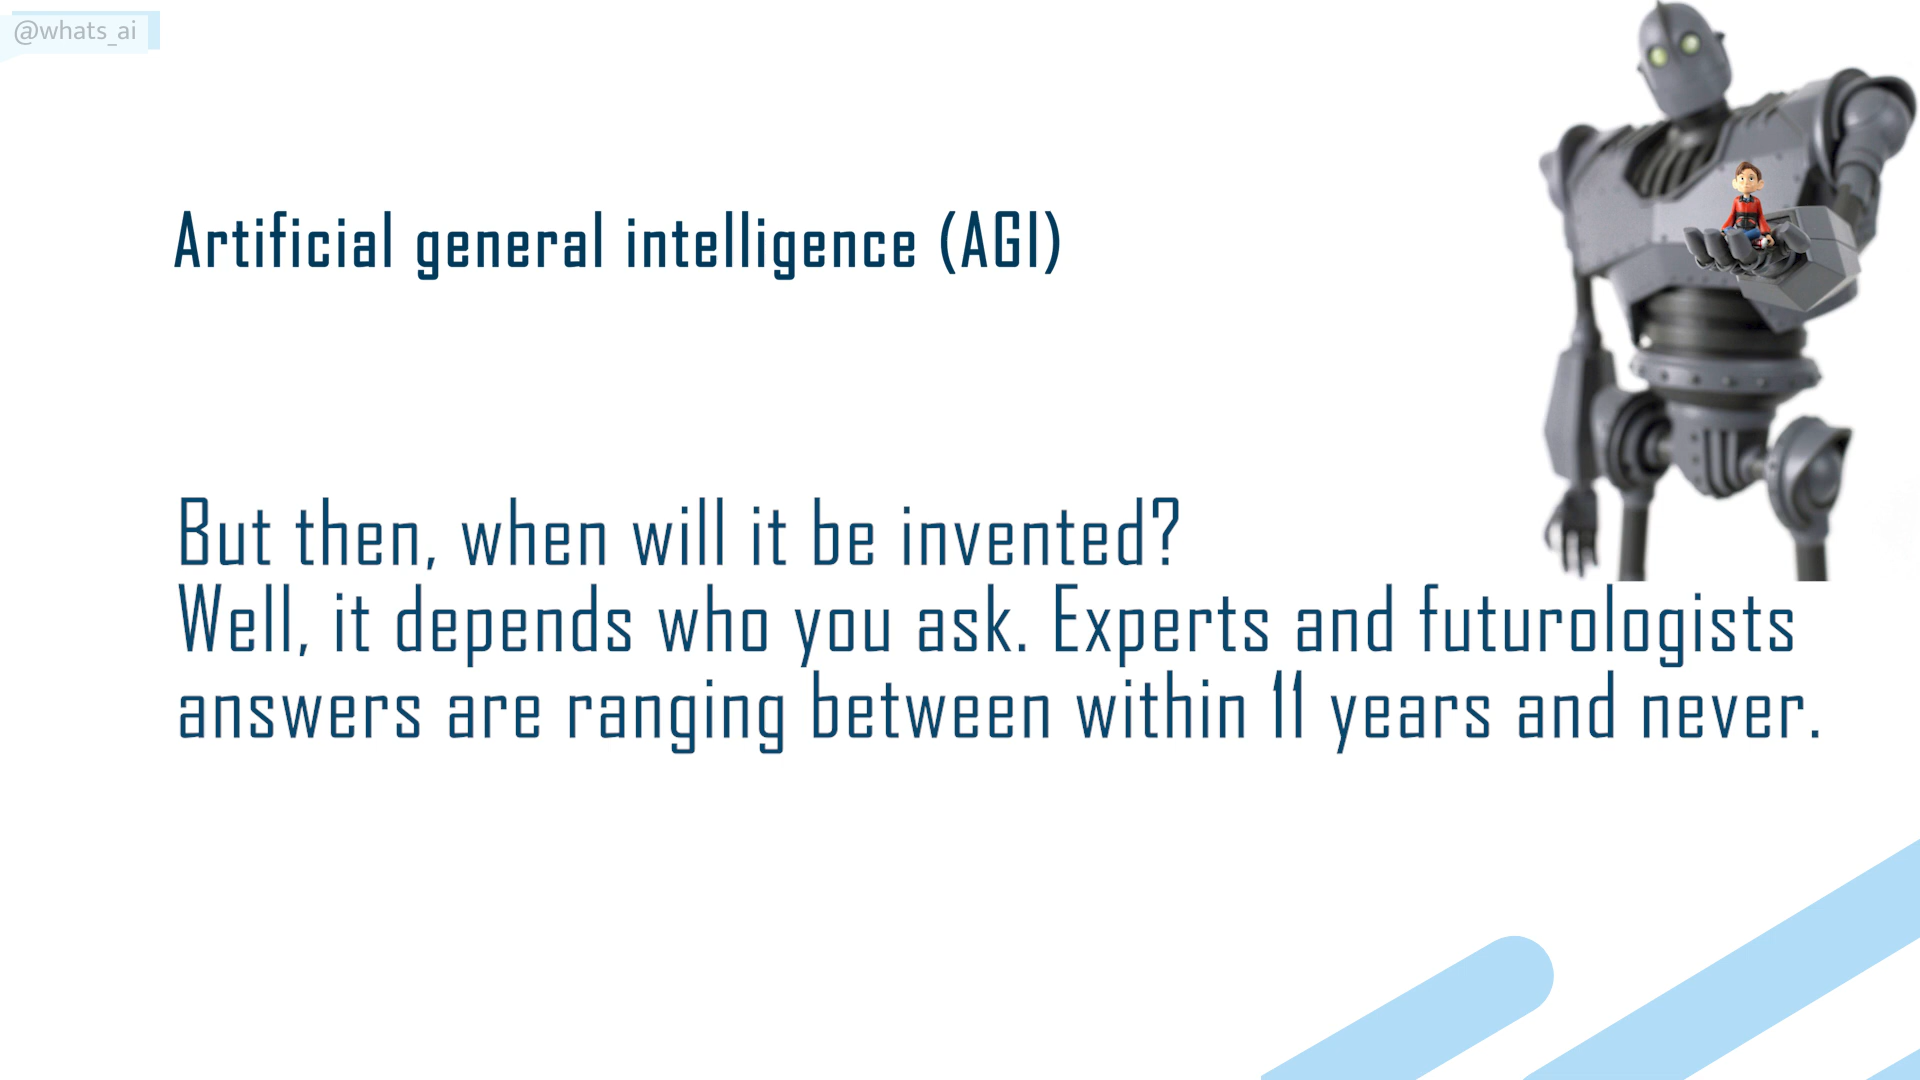 @whats_ai
Artificial general intelligence (AGI)
But then, when will it be invented?
Well, it depends who you ask. Experts and futurologists
answers are ranging between within 11 years and never.